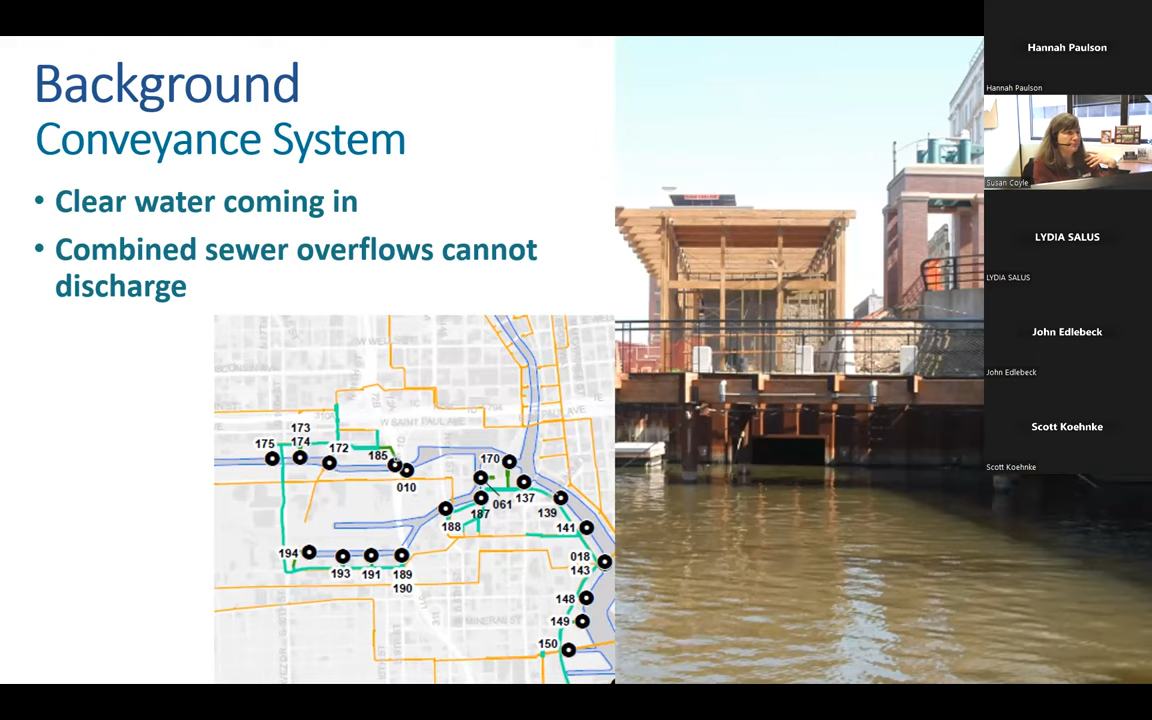 Background
Conveyance System
• Clear water coming in
• Combined sewer overflows cannot
discharge
W SAINT PAUL AVE
173
174
175
172
185
010
170
061
137
187
139
188
141
194
193
191
189
190
018
143
148
149
150
W MINERAL ST
Hannah Paulson
Hannah Paulson
Susan Coyle
LYDIA SALUS
LYDIA SALUS
John Edlebeck
John Edlebeck
Scott Koehnke
Scott Koehnke